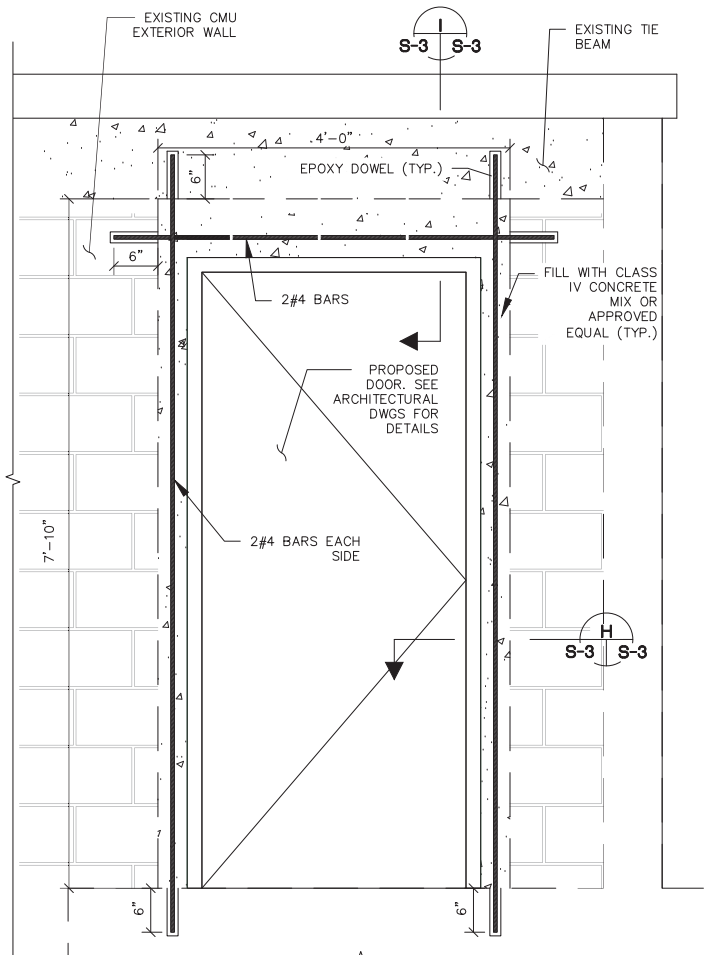 EXISTING CMU
EXTERIOR WALL
I
S-3 S-3
EXISTING TIE
BEAM
4'-0"
EPOXY DOWEL (TYP.)
6"
6"
2#4 BARS
FILL WITH CLASS
IV CONCRETE
MIX OR
APPROVED
EQUAL (TYP.)
PROPOSED
DOOR. SEE
ARCHITECTURAL
DWGS FOR
DETAILS
7'-10"
2#4 BARS EACH
SIDE
H
S-3 S-3
6"
6"